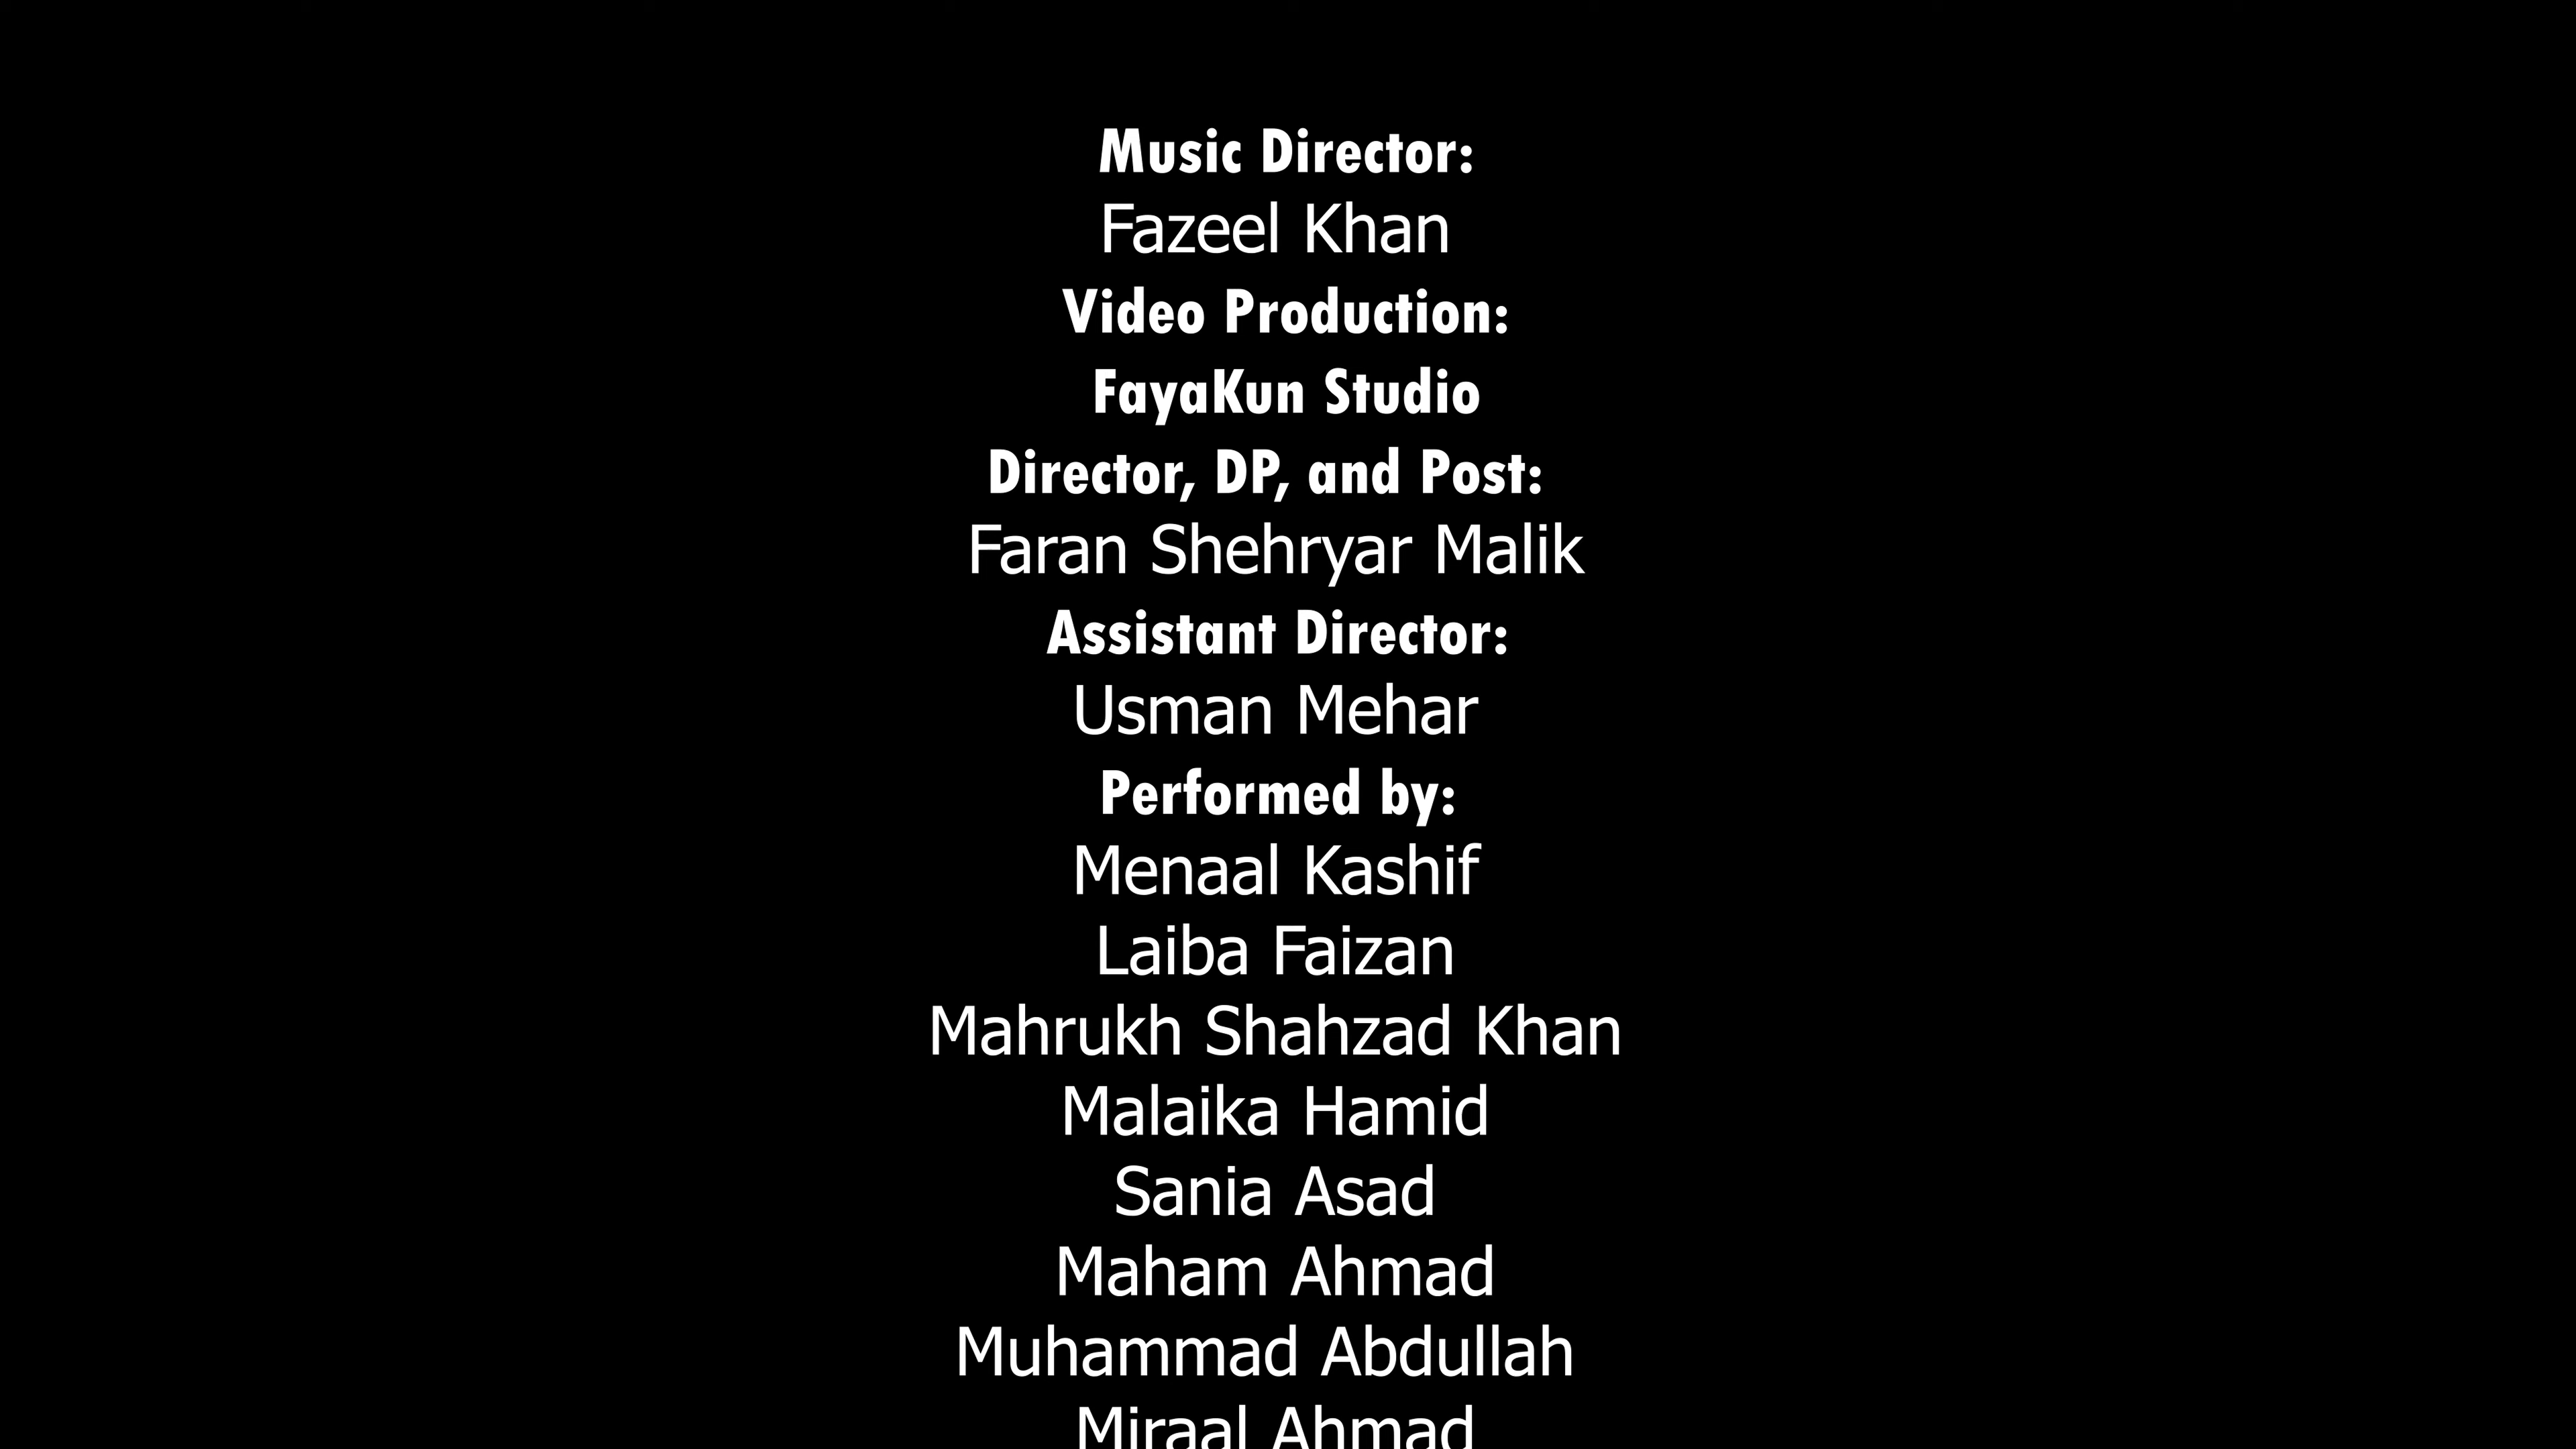 Music Director:
Fazeel Khan
Video Production:
FayaKun Studio
Director, DP, and Post:
Faran Shehryar Malik
Assistant Director:
Usman Mehar
Performed by:
Menaal Kashif
Laiba Faizan
Mahrukh Shahzad Khan
Malaika Hamid
Sania Asad
Maham Ahmad
Muhammad Abdullah
Miraal Ahmad